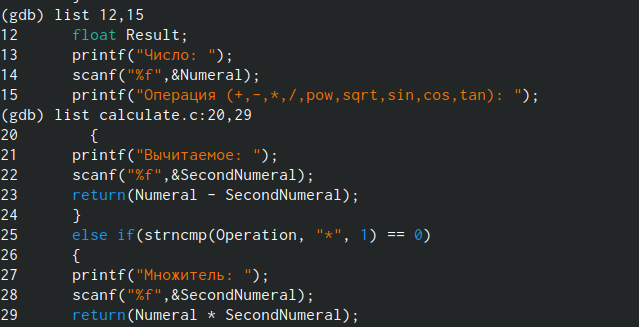 (gdb) list 12,15
12      float Result;
13      printf("Число: ");
14      scanf("%f",&Numeral);
15      printf("Операция (+,-,*,/,pow,sqrt,sin,cos,tan): ");
(gdb) list calculate.c:20,29
20        {
21      printf("Вычитаемое: ");
22      scanf("%f",&SecondNumeral);
23      return(Numeral - SecondNumeral);
24      }
25      else if(strncmp(Operation, "*", 1) == 0)
26      {
27      printf("Множитель: ");
28      scanf("%f",&SecondNumeral);
29      return(Numeral * SecondNumeral);